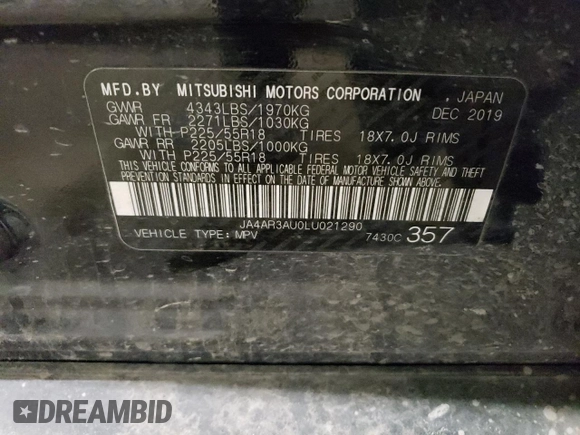 MFD.BY MITSUBISHI MOTORS CORPORATION , JAPAN
GVWR 4343LBS/1970KG DEC 2019
GAWR FR 2271LBS/1030KG
WITH P225/55R18 TIRES 18X7.0J RIMS
GAWR RR 2205LBS/1000KG
WITH P225/55R18 TIRES 18X7.0J RIMS
THIS VEHICLE CONFORMS TO ALL APPLICABLE FEDERAL MOTOR VEHICLE SAFETY
AND THEFT PREVENTION STANDARDS IN EFFECT ON THE DATE OF MANUFACTURE SHOWN ABOVE.
JA4AR3AU0LU021290
VEHICLE TYPE: MPV 7430C 357
DREAMBID